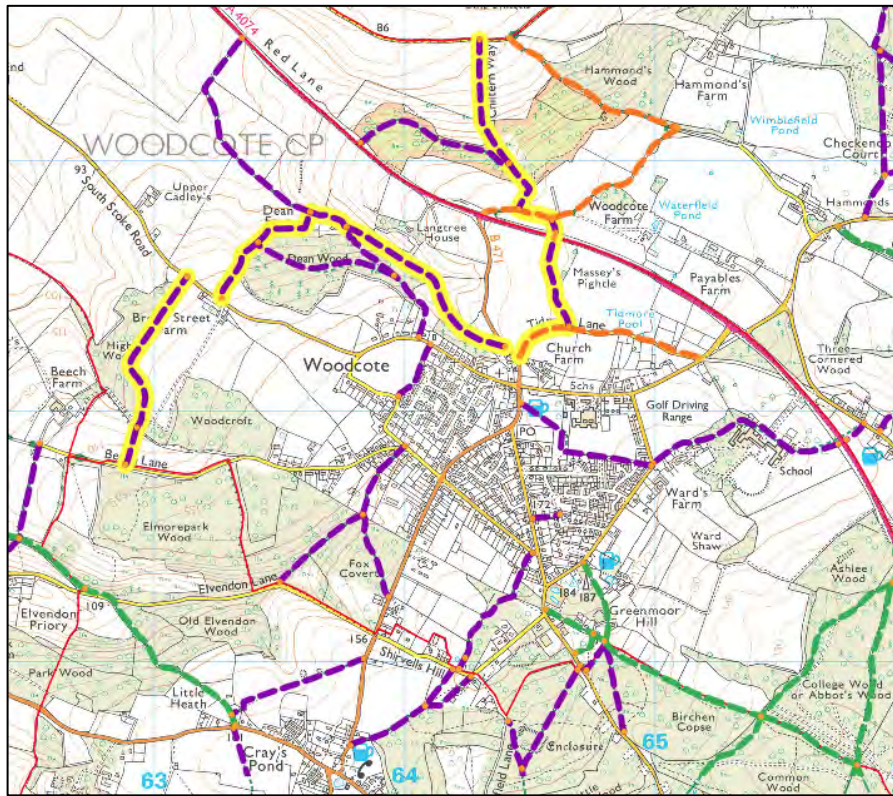 A 4074
86
Red Lane
Chiltern Way
Hammond's
Wood
Hammond's
Farm
Wimblefield
Pond
Checkendon
Court
WOODCOTE CP
93
South Stoke Road
Upper
Cadley's
Dean
Langtree
House
B 471
Woodcote
Farm
Waterfield
Pond
Hammonds
Dean Wood
Massey's
Pightle
Payables
Farm
Lane
Tidmore
Pool
Street
Farm
Beech
Farm
Woodcote
Church
Farm
Schs
Three
Cornered
Wood
Woodcroft
Golf Driving
Range
PO
Lane
School
Elmorepark
Wood
Ward's
Farm
172
Ward
Shaw
Fox
Covert
Elvendon Lane
Ashlee
Wood
Elvendon
Priory
109
Old Elvendon
Wood
184
187
Greenmoor
Hill
156
Shirvells Hill
Park Wood
Little
Heath
College Wood
or Abbot's Wood
Birchen
Copse
Cray's
Pond
Enclosure
63
64
65
Common
Wood